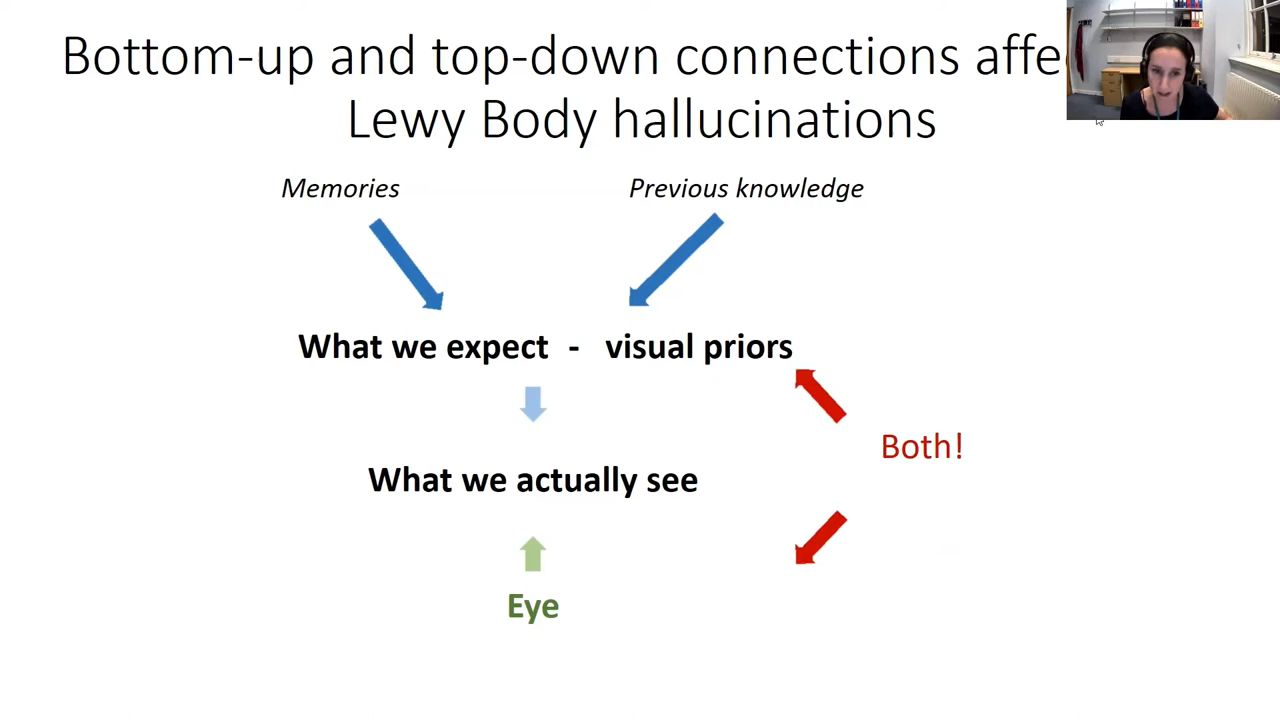 Bottom-up and top-down connections
Lewy Body hallucinations
Memories
Previous knowledge
What we expect - visual priors
Both!
What we actually see
Eye